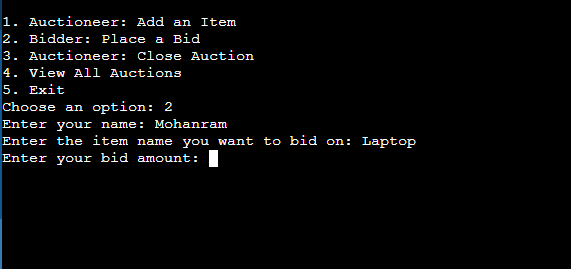 1. Auctioneer: Add an Item
2. Bidder: Place a Bid
3. Auctioneer: Close Auction
4. View All Auctions
5. Exit
Choose an option: 2
Enter your name: Mohanram
Enter the item name you want to bid on: Laptop
Enter your bid amount: